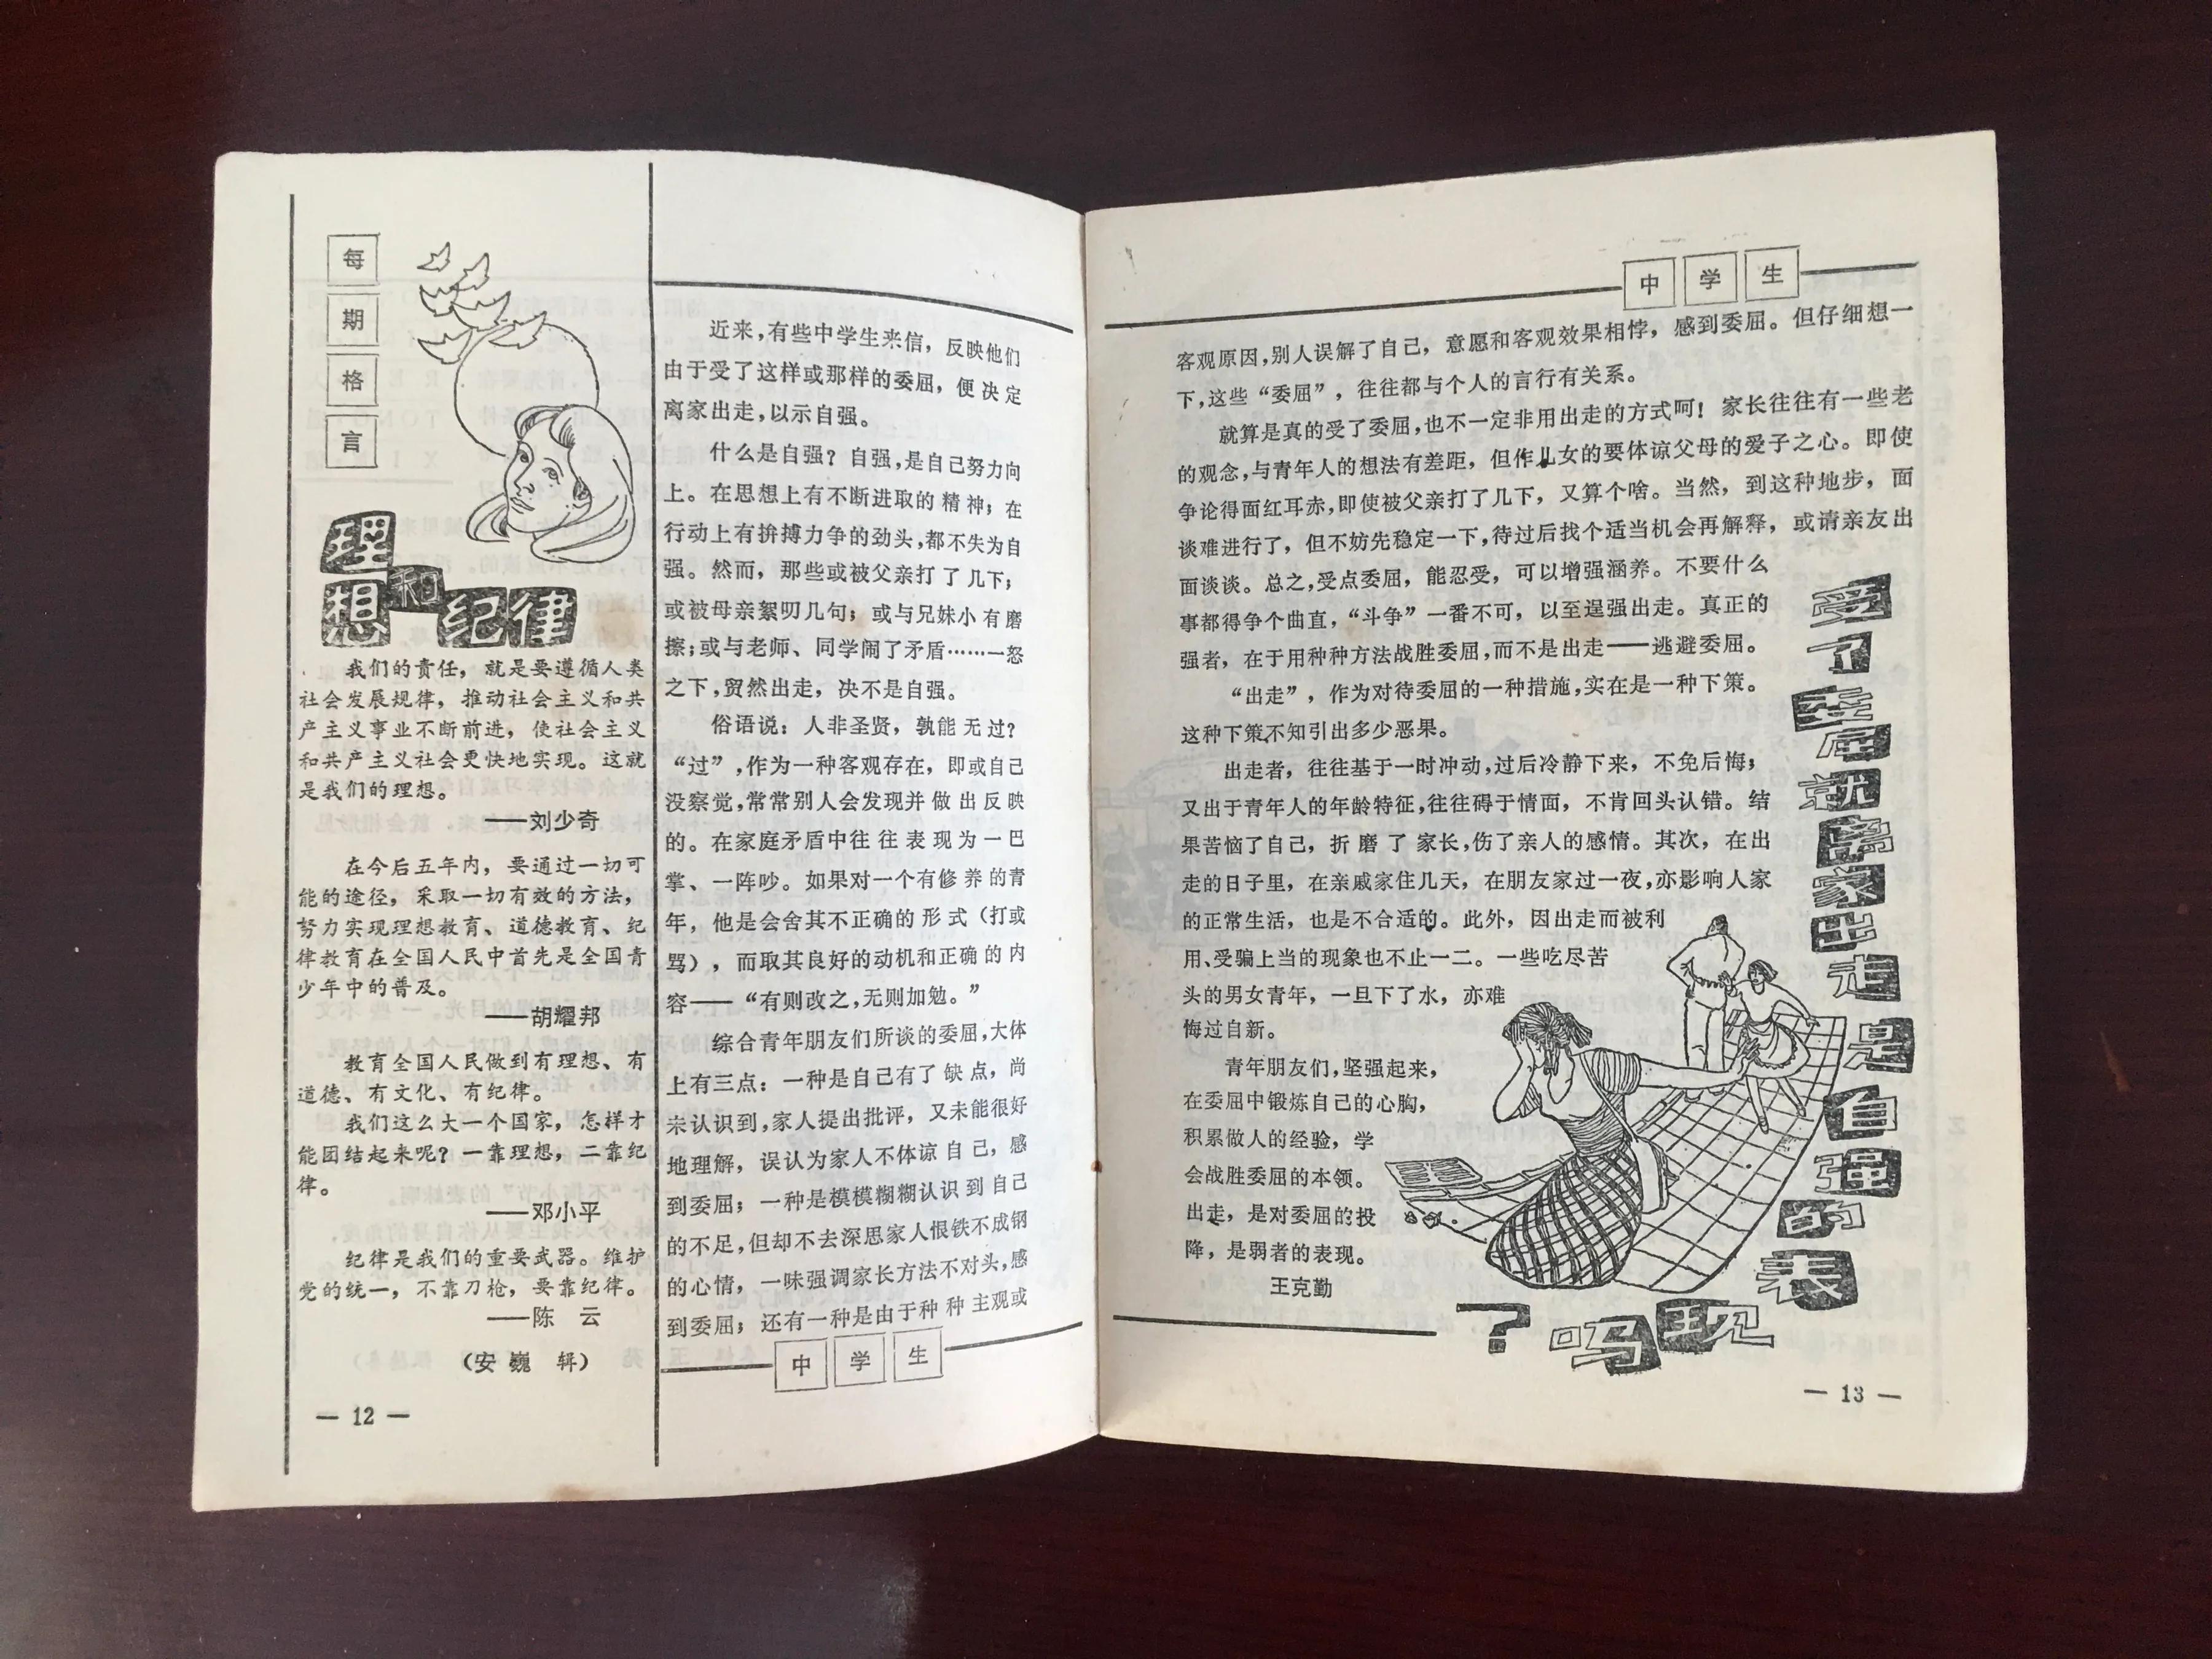 每
期
格
言
理
想和纪律
我们的责任，就是要遵循人类
社会发展规律，推动社会主义和共
产主义事业不断前进，使社会主义
和共产主义社会更快地实现。这就
是我们的理想。
——刘少奇
在今后五年内，要通过一切可
能的途径，采取一切有效的方法，
努力实现理想教育、道德教育、纪
律教育在全国人民中首先是全国青
少年中的普及。
——胡耀邦
教育全国人民做到有理想、有
道德、有文化、有纪律。
我们这么大一个国家，怎样才
能团结起来呢？一靠理想，二靠纪
律。
——邓小平
纪律是我们的重要武器。维护
党的统一，不靠刀枪，要靠纪律。
——陈 云
（安 巍 辑）
— 12 —
近来，有些中学生来信，反映他们
由于受了这样或那样的委屈，便决定
离家出走，以示自强。
什么是自强？自强，是自己努力向
上。在思想上有不断进取的精神；在
行动上有拚搏力争的劲头，都不失为自
强。然而，那些或被父亲打了几下；
或被母亲絮叨几句；或与兄妹小有磨
擦；或与老师、同学闹了矛盾……一怒
之下，贸然出走，决不是自强。
俗语说：人非圣贤，孰能无过？
“过”，作为一种客观存在，即或自己
没察觉，常常别人会发现并做出反映
的。在家庭矛盾中往往表现为一巴
掌、一阵吵。如果对一个有修养的青
年，他是会舍其不正确的形式（打或
骂），而取其良好的动机和正确的内
容——“有则改之，无则加勉。”
综合青年朋友们所谈的委屈，大体
上有三点：一种是自己有了缺点，尚
未认识到，家人提出批评，又未能很好
地理解，误认为家人不体谅自己，感
到委屈；一种是模模糊糊认识到自己
的不足，但却不去深思家人恨铁不成钢
的心情，一味强调家长方法不对头，感
到委屈；还有一种是由于种种主观或
中学生
中学生
客观原因，别人误解了自己，意愿和客观效果相悖，感到委屈。但仔细想一
下，这些“委屈”，往往都与个人的言行有关系。
就算是真的受了委屈，也不一定非用出走的方式呵！家长往往有一些老
的观念，与青年人的想法有差距，但作儿女的要体谅父母的爱子之心。即使
争论得面红耳赤，即使被父亲打了几下，又算个啥。当然，到这种地步，面
谈难进行了，但不妨先稳定一下，待过后找个适当机会再解释，或请亲友出
面谈谈。总之，受点委屈，能忍受，可以增强涵养。不要什么
事都得争个曲直，“斗争”一番不可，以至逞强出走。真正的
强者，在于用种种方法战胜委屈，而不是出走——逃避委屈。
“出走”，作为对待委屈的一种措施，实在是一种下策。
这种下策不知引出多少恶果。
出走者，往往基于一时冲动，过后冷静下来，不免后悔；
又出于青年人的年龄特征，往往碍于情面，不肯回头认错。结
果苦恼了自己，折磨了家长，伤了亲人的感情。其次，在出
走的日子里，在亲戚家住几天，在朋友家过一夜，亦影响人家
的正常生活，也是不合适的。此外，因出走而被利
用、受骗上当的现象也不止一二。一些吃尽苦
头的男女青年，一旦下了水，亦难
悔过自新。
青年朋友们，坚强起来，
在委屈中锻炼自己的心胸，
积累做人的经验，学
会战胜委屈的本领。
出走，是对委屈的投
降，是弱者的表现。
王克勤
受了委屈就离家出走是自强的表现吗？
— 13 —